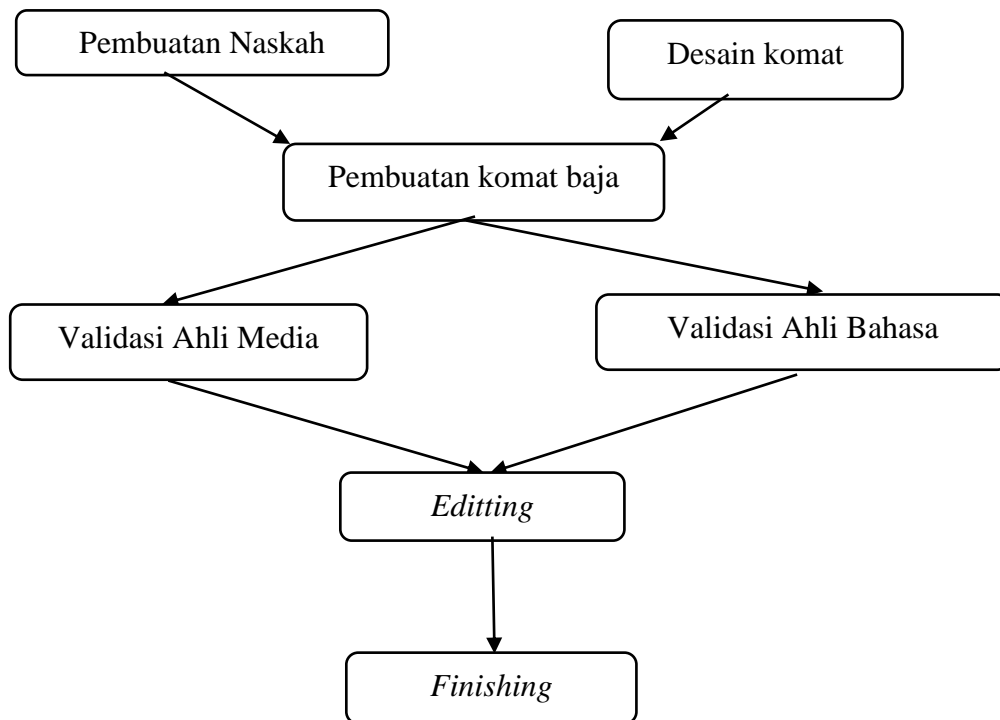 Pembuatan Naskah
Desain komat
Pembuatan komat baja
Validasi Ahli Media
Validasi Ahli Bahasa
Editting
Finishing